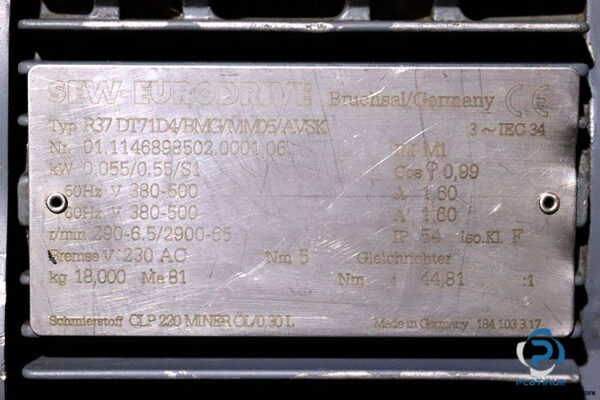 SEW-EURODRIVE Bruchsal/Germany CE
Typ R37 DT71D4/BMG/MM05/AVSK 3 ~ IEC 34
Nr. 01.1146898502.0001.06 IM M1
kW 0.055/0.55/S1 Cos φ 0,99
50Hz V 380-500 A 1,60
60Hz V 380-500 A 1,60
r/min 290-6.5/2900-65 IP 54 Iso.Kl. F
Bremse V 230 AC Nm 5 Gleichrichter
kg 18,000 Ma 81 Nm i 44,81 :1
Schmierstoff CLP 220 MINER.ÖL/0,30 L Made in Germany 184 103 3.17
PLATINUM